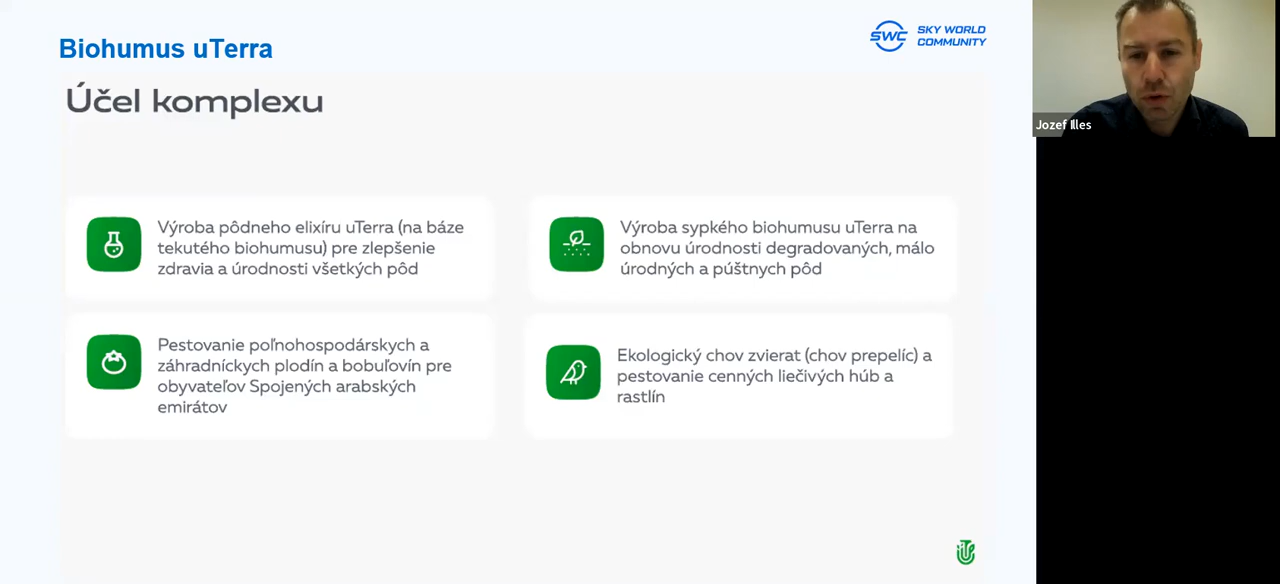 Biohumus uTerra
SWC
SKY WORLD
COMMUNITY
Účel komplexu
Výroba pôdneho elixíru uTerra (na báze
tekutého biohumusu) pre zlepšenie
zdravia a úrodnosti všetkých pôd
Výroba sypkého biohumusu uTerra na
obnovu úrodnosti degradovaných, málo
úrodných a púštnych pôd
Pestovanie poľnohospodárskych a
záhradníckych plodín a bobuľovín pre
obyvateľov Spojených arabských
emirátov
Ekologický chov zvierat (chov prepelíc) a
pestovanie cenných liečivých húb a
rastlín
Jozef Illes